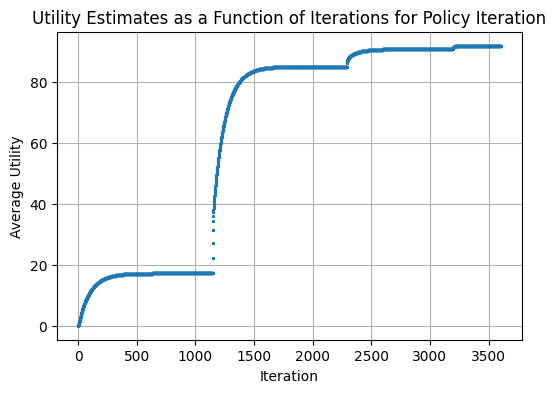 Utility Estimates as a Function of Iterations for Policy Iteration
80
60
40
20
0
Average Utility
0 500 1000 1500 2000 2500 3000 3500
Iteration